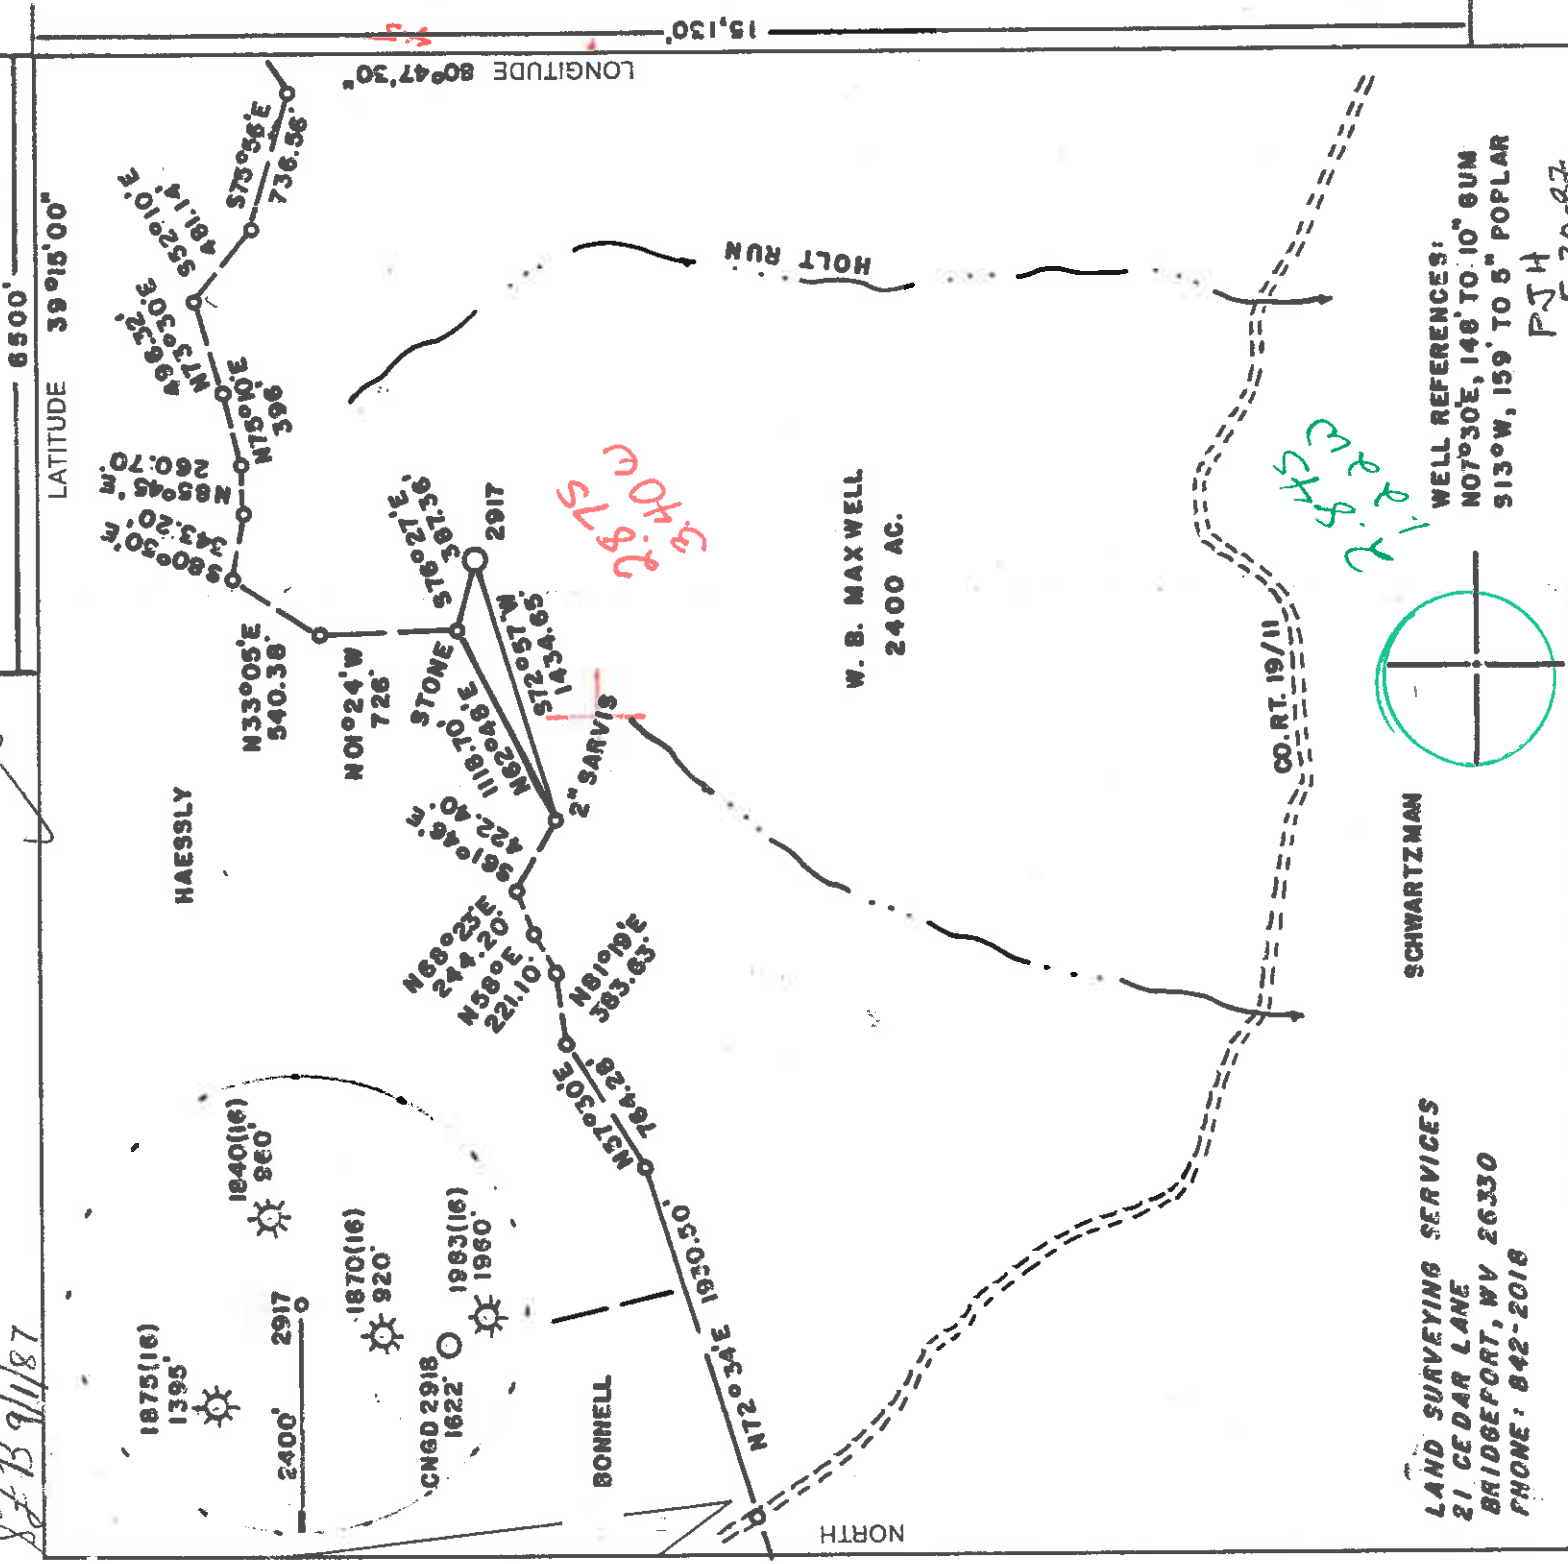 6500'
LATITUDE 39°15'00"
15,130'
LONGITUDE 80°47'30"
9/1/87
HAESSLY
S75°56'E
736.56'
S52°10'E
481.14'
N73°30'E
496.32'
N75°10'E
396'
N85°45'E
260.70'
S80°30'E
343.20'
N33°05'E
540.38'
N01°24'W
726'
STONE
S76°27'E
387.36'
2917
S72°57'W
1434.65'
N62°48'E
1118.70'
2" SARVIS
S61°46'E
422.40'
N68°23'E
244.20'
N58°E
221.10'
N81°19'E
383.63'
N37°30'E
764.28'
N72°34'E 1930.50'
HOLT RUN
2.875
3.40 W
W. B. MAXWELL
2400 AC.
1840(16)
960'
1875(16)
1395'
2400' 2917
1870(16)
920'
1983(16)
1960'
CNGD 2918
1622'
BONNELL
NORTH
CO. RT. 19/11
SCHWARTZMAN
WELL REFERENCES:
N07°30'E, 148' TO 10" GUM
S13°W, 159' TO 5" POPLAR
PJH
LAND SURVEYING SERVICES
21 CEDAR LANE
BRIDGEPORT, WV 26330
PHONE: 842-2018